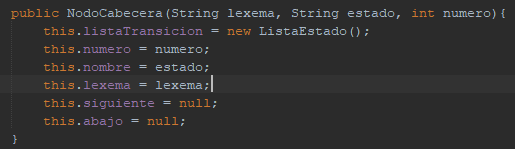 public NodoCabecera(String lexema, String estado, int numero){
this.listaTransicion = new ListaEstado();
this.numero = numero;
this.nombre = estado;
this.lexema = lexema;
this.siguiente = null;
this.abajo = null;
}